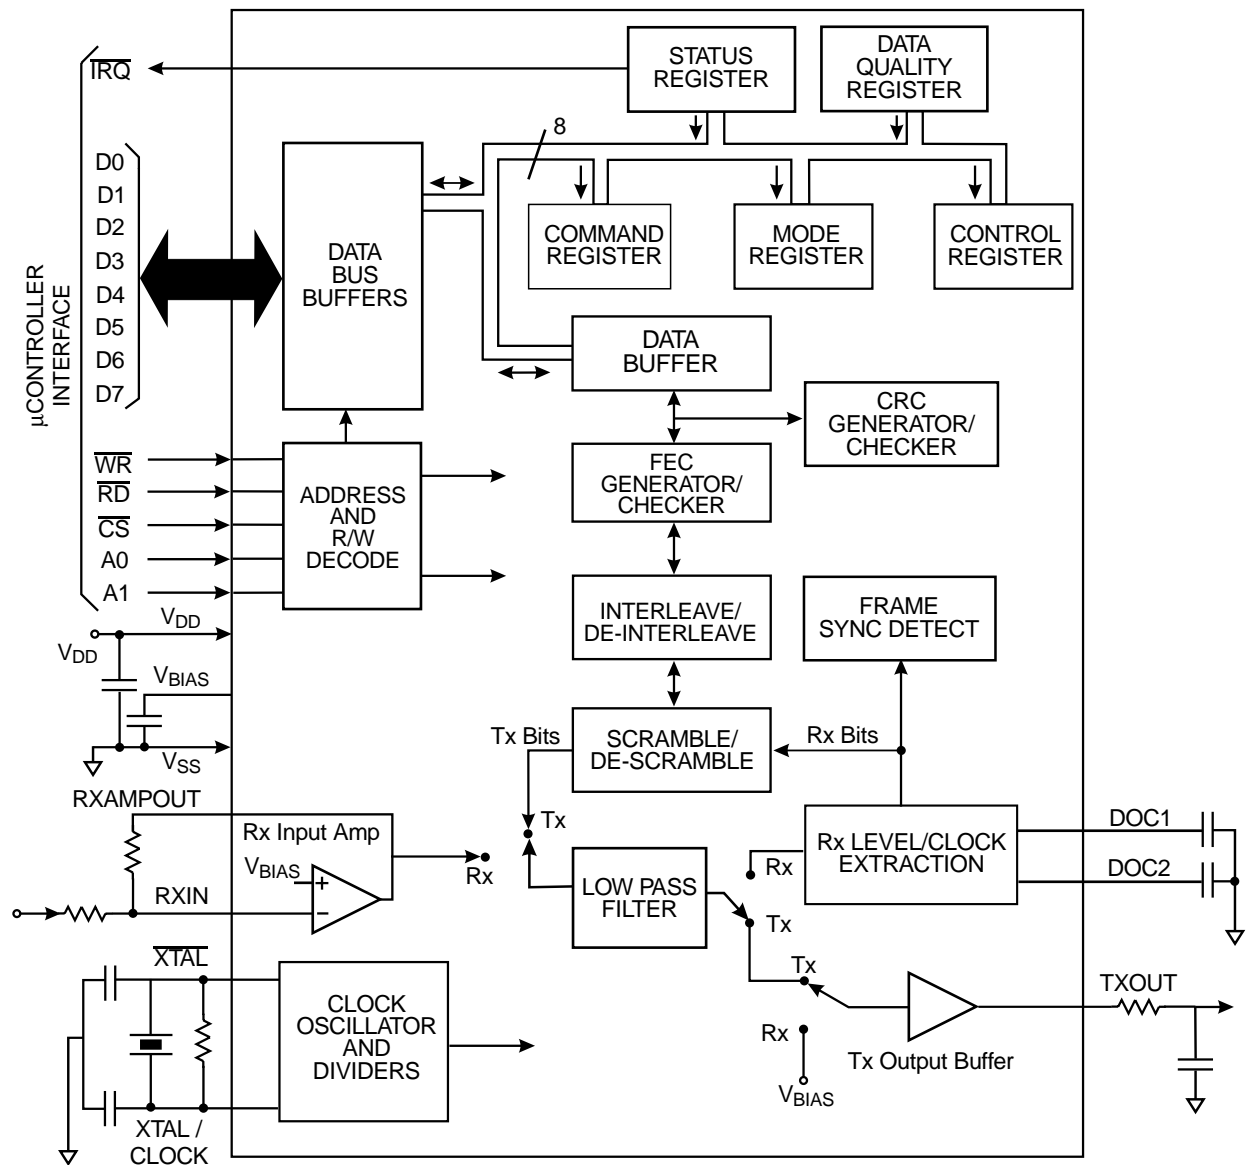 STATUS
REGISTER
DATA
QUALITY
REGISTER
IRQ
8
D0
D1
D2
D3
D4
D5
D6
D7
µCONTROLLER
INTERFACE
DATA
BUS
BUFFERS
COMMAND
REGISTER
MODE
REGISTER
CONTROL
REGISTER
DATA
BUFFER
CRC
GENERATOR/
CHECKER
FEC
GENERATOR/
CHECKER
WR
RD
CS
A0
A1
ADDRESS
AND
R/W
DECODE
INTERLEAVE/
DE-INTERLEAVE
FRAME
SYNC DETECT
VDD
VDD
VBIAS
VSS
Tx Bits
SCRAMBLE/
DE-SCRAMBLE
Rx Bits
RXAMPOUT
Rx Input Amp
VBIAS
+
−
RXIN
Rx
Tx
LOW PASS
FILTER
Rx
Tx
Rx LEVEL/CLOCK
EXTRACTION
DOC1
DOC2
XTAL
CLOCK
OSCILLATOR
AND
DIVIDERS
XTAL /
CLOCK
Tx
Rx
VBIAS
Tx Output Buffer
TXOUT